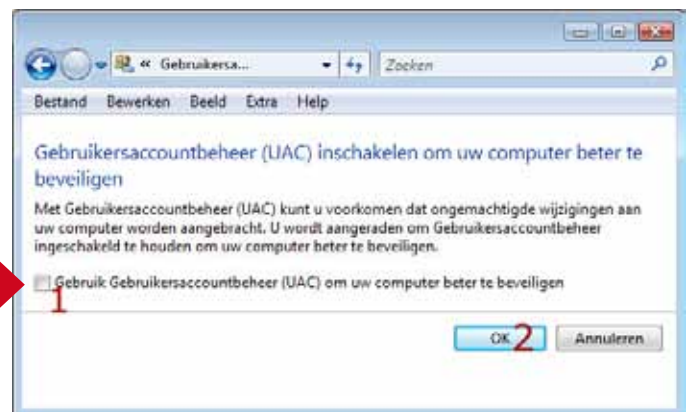 « Gebruikersa...
Zoeken
Bestand Bewerken Beeld Extra Help
Gebruikersaccountbeheer (UAC) inschakelen om uw computer beter te
beveiligen
Met Gebruikersaccountbeheer (UAC) kunt u voorkomen dat ongemachtigde wijzigingen aan
uw computer worden aangebracht. U wordt aangeraden om Gebruikersaccountbeheer
ingeschakeld te houden om uw computer beter te beveiligen.
Gebruik Gebruikersaccountbeheer (UAC) om uw computer beter te beveiligen
1
OK 2 Annuleren